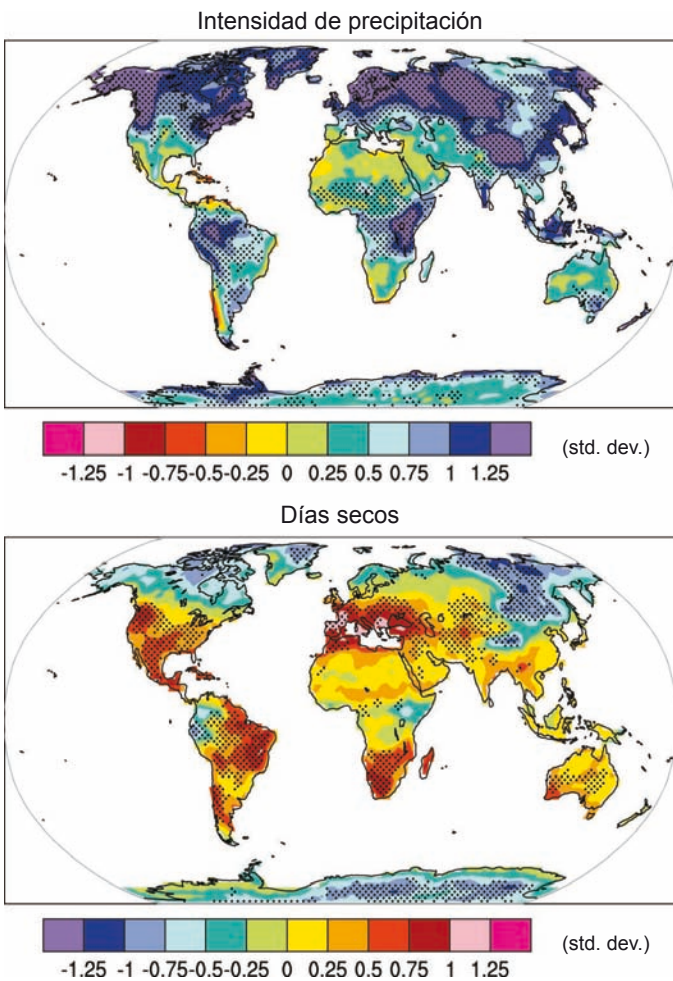 Intensidad de precipitación
(std. dev.)
-1.25 -1 -0.75-0.5-0.25 0 0.25 0.5 0.75 1 1.25
Días secos
(std. dev.)
-1.25 -1 -0.75-0.5-0.25 0 0.25 0.5 0.75 1 1.25